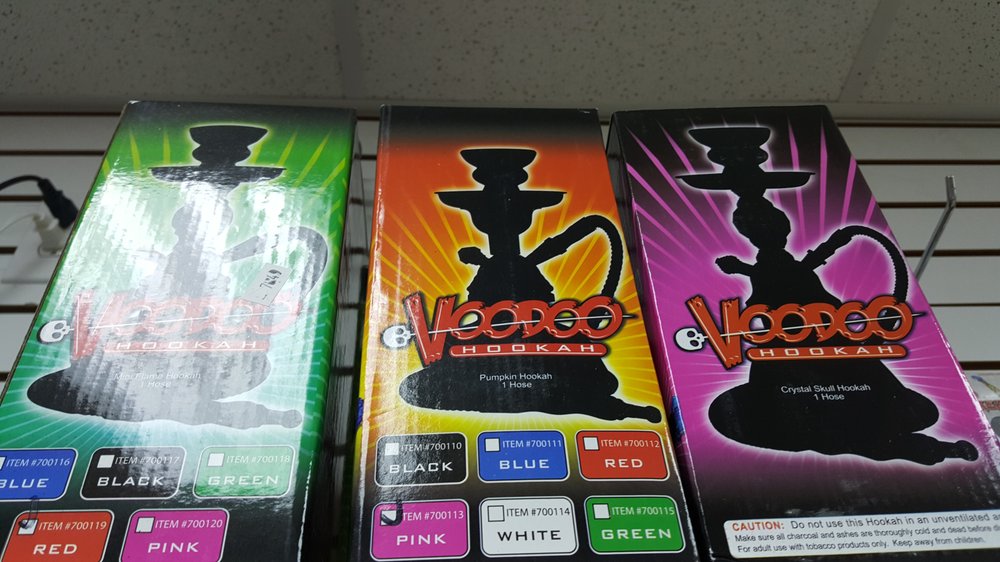 VOODOO
HOOKAH
Mini Flame Hookah
1 Hose
ITEM #700116
BLUE
ITEM #700117
BLACK
ITEM #700118
GREEN
ITEM #700119
RED
ITEM #700120
PINK
VOODOO
HOOKAH
Pumpkin Hookah
1 Hose
ITEM #700110
BLACK
ITEM #700111
BLUE
ITEM #700112
RED
ITEM #700113
PINK
ITEM #700114
WHITE
ITEM #700115
GREEN
VOODOO
HOOKAH
Crystal Skull Hookah
1 Hose
CAUTION: Do not use this Hookah in an unventilated
Make sure all charcoal and ashes are thoroughly cold and dead before
For adult use with tobacco products only. Keep away from children.